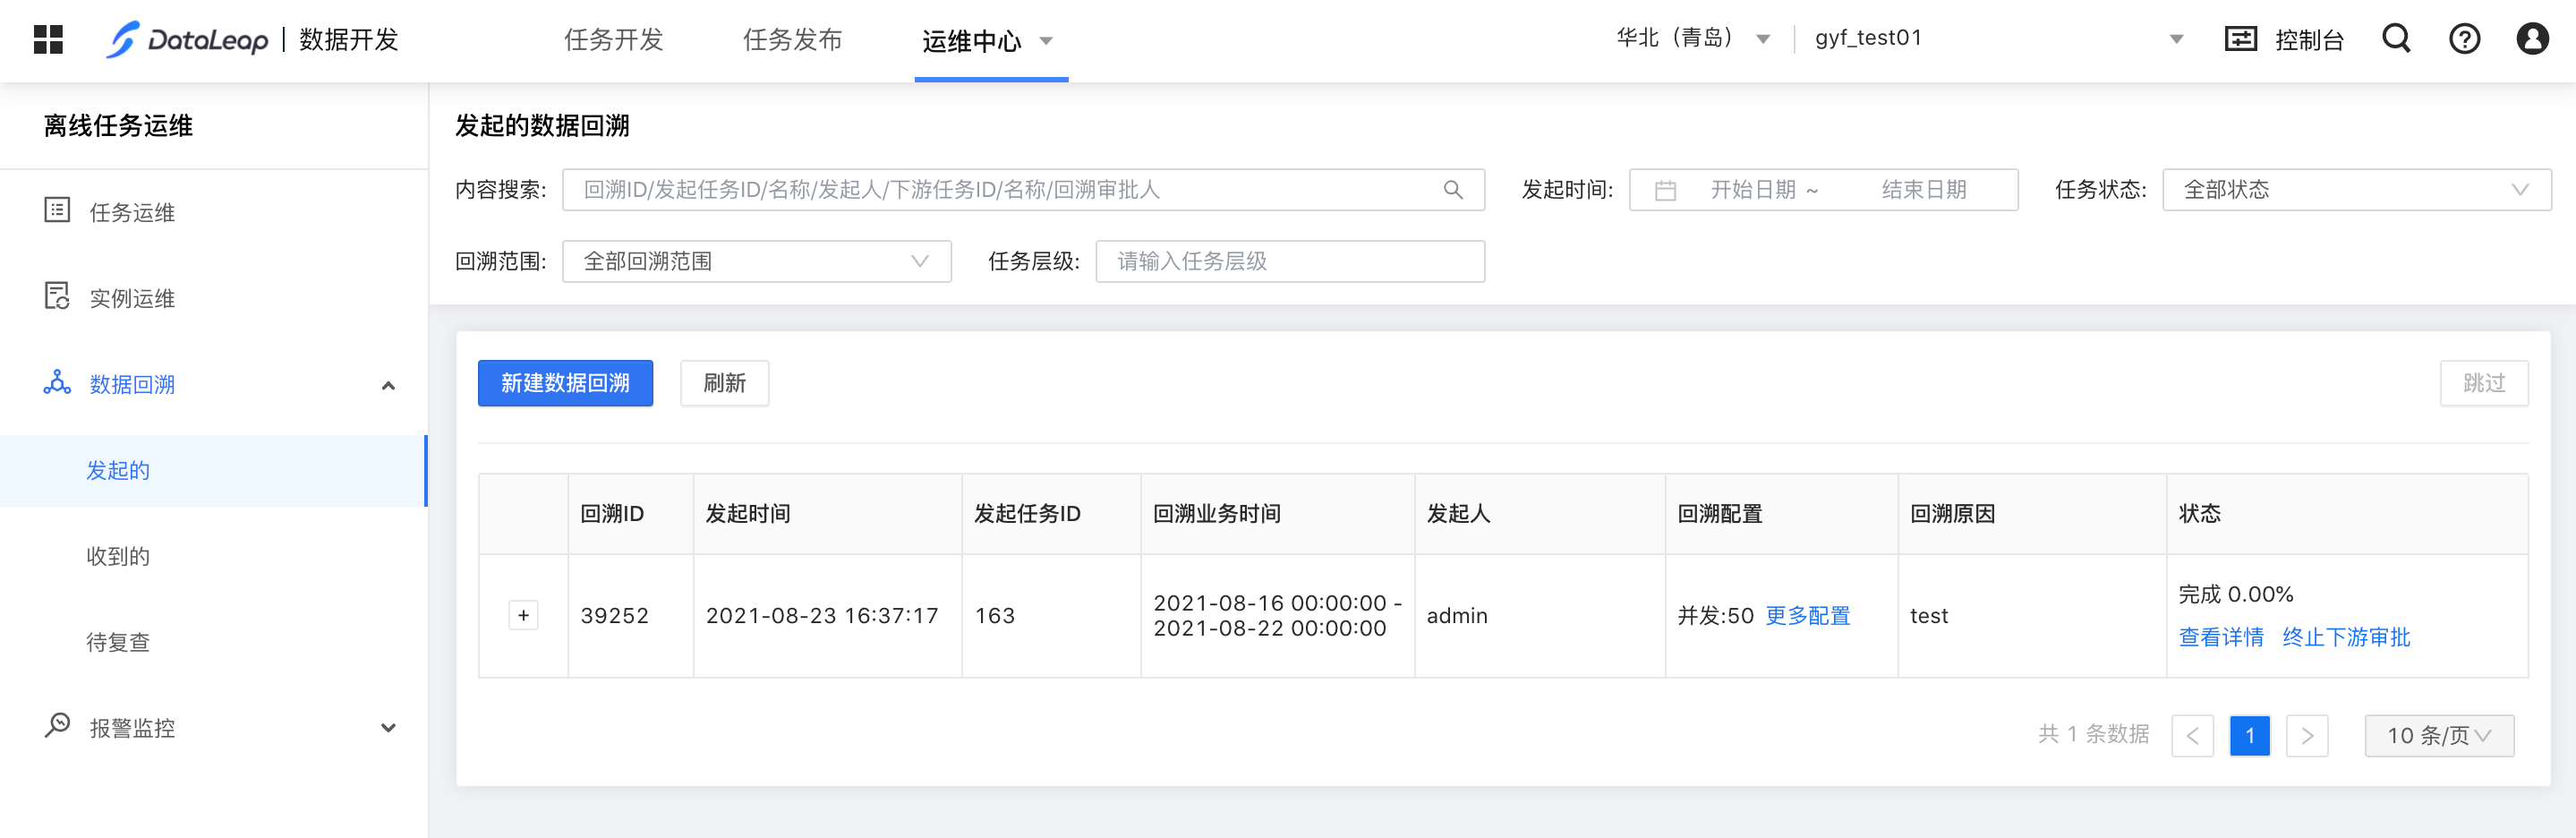 DataLeap | 数据开发
任务开发
任务发布
运维中心
华北（青岛）
gyf_test01
控制台
离线任务运维
任务运维
实例运维
数据回溯
发起的
收到的
待复查
报警监控
发起的数据回溯
内容搜索: 回溯ID/发起任务ID/名称/发起人/下游任务ID/名称/回溯审批人
发起时间: 开始日期 ~ 结束日期
任务状态: 全部状态
回溯范围: 全部回溯范围
任务层级: 请输入任务层级
新建数据回溯
刷新
跳过
回溯ID 发起时间 发起任务ID 回溯业务时间 发起人 回溯配置 回溯原因 状态
+ 39252 2021-08-23 16:37:17 163
2021-08-16 00:00:00 -
2021-08-22 00:00:00
admin
并发:50 更多配置
test
完成 0.00%
查看详情 终止下游审批
共 1 条数据 < 1 > 10 条/页